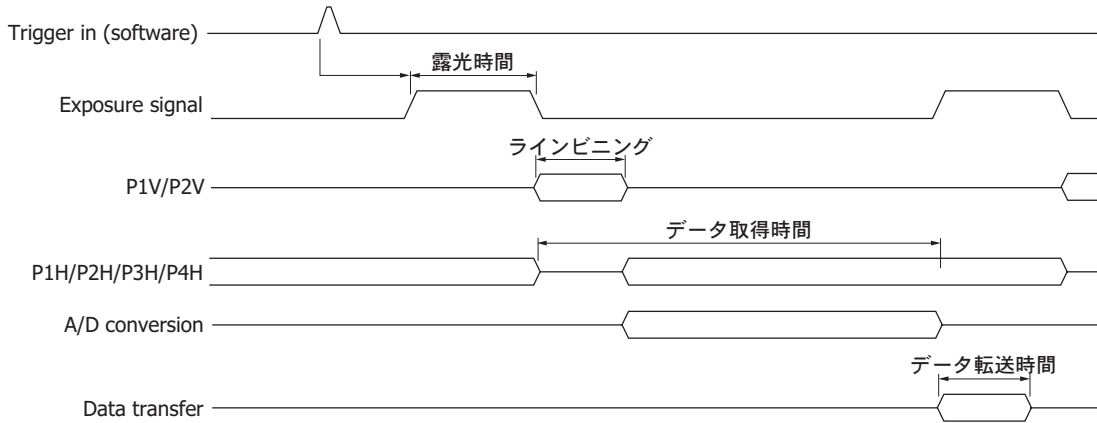 Trigger in (software)
露光時間
Exposure signal
ラインビニング
P1V/P2V
データ取得時間
P1H/P2H/P3H/P4H
A/D conversion
データ転送時間
Data transfer